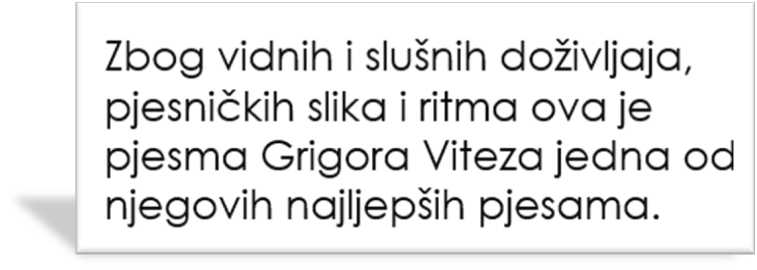 Zbog vidnih i slušnih doživljaja,
pjesničkih slika i ritma ova je
pjesma Grigora Viteza jedna od
njegovih najljepših pjesama.